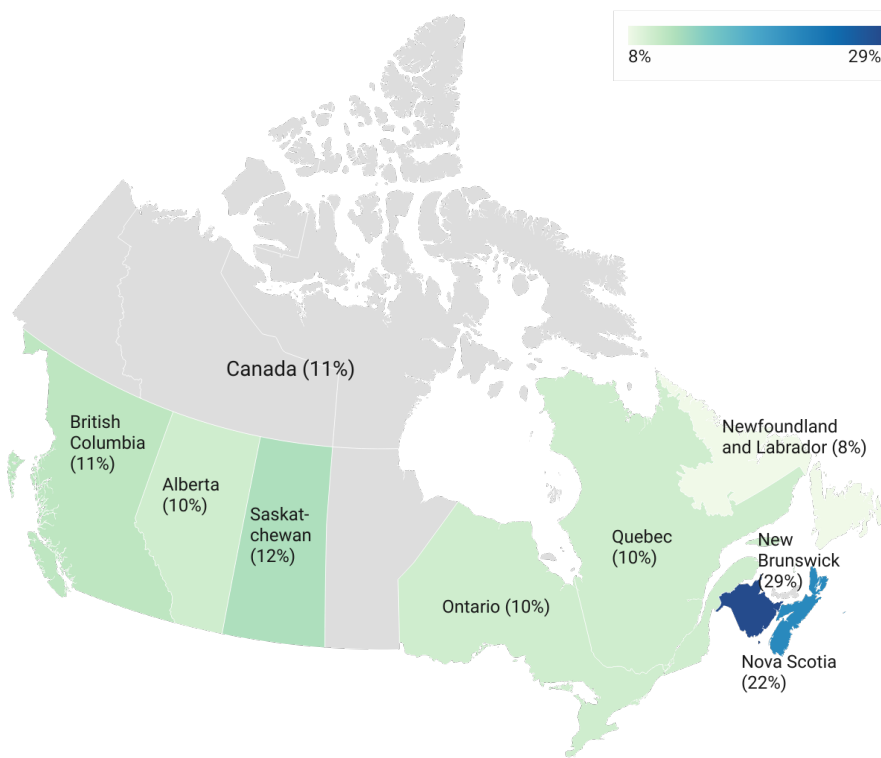 8%
29%
Canada (11%)
British
Columbia
(11%)
Alberta
(10%)
Saskat-
chewan
(12%)
Ontario (10%)
Quebec
(10%)
Newfoundland
and Labrador (8%)
New
Brunswick
(29%)
Nova Scotia
(22%)